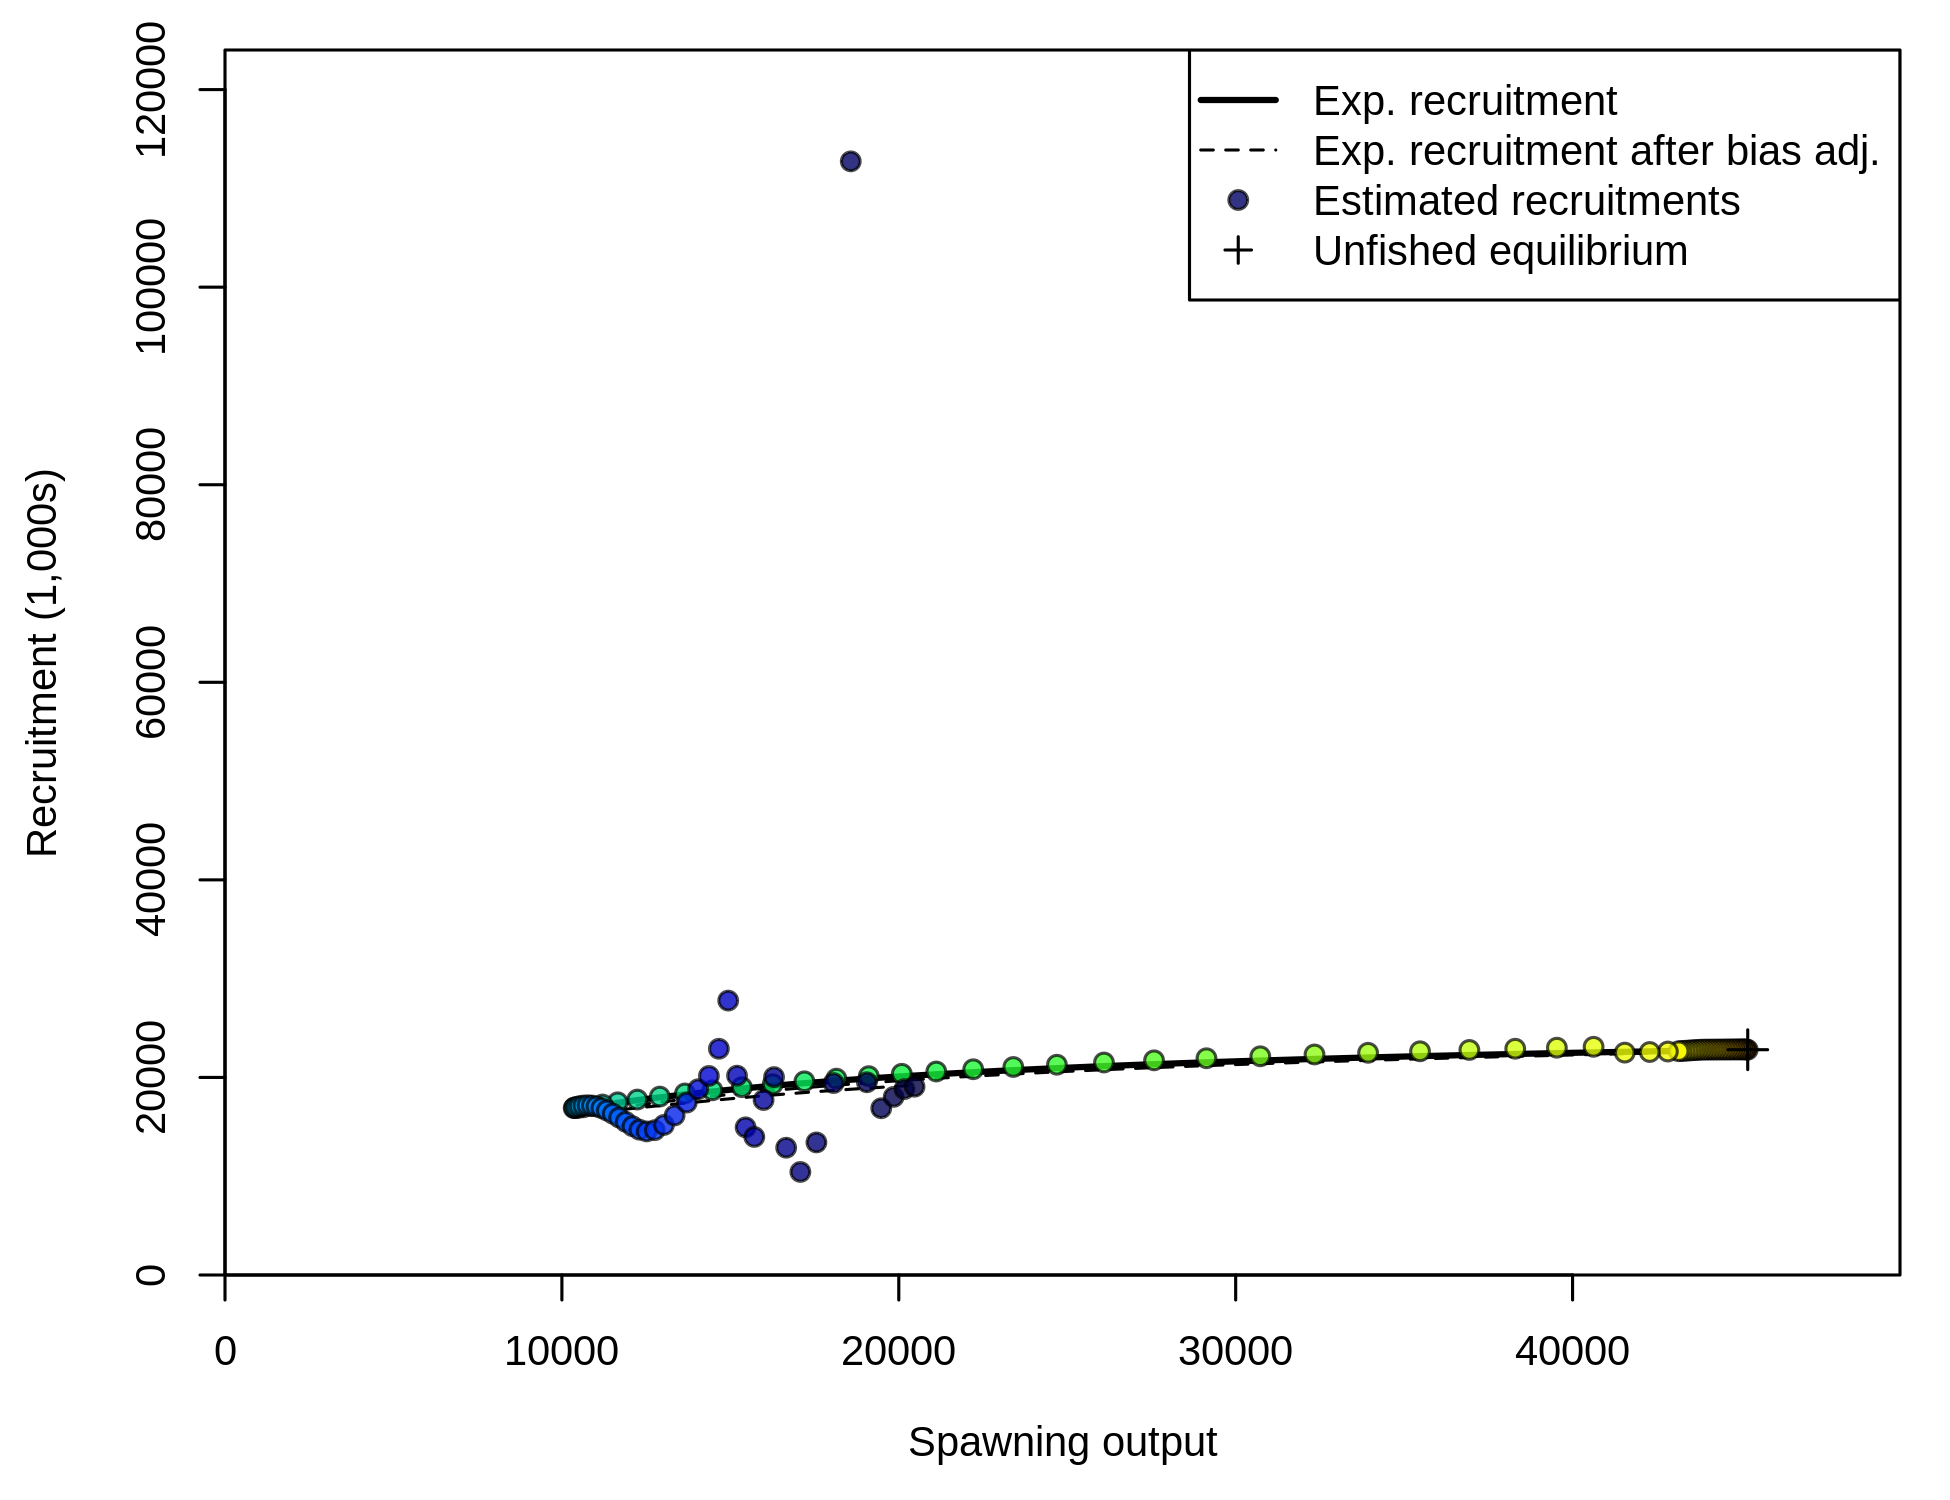 Exp. recruitment
Exp. recruitment after bias adj.
Estimated recruitments
Unfished equilibrium
120000
100000
80000
60000
40000
20000
0
Recruitment (1,000s)
0 10000 20000 30000 40000
Spawning output